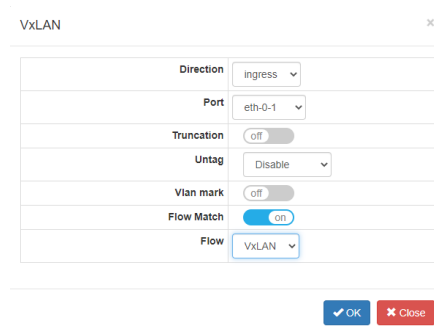 VxLAN ×
Direction ingress
Port eth-0-1
Truncation off
Untag Disable
Vlan mark off
Flow Match on
Flow VxLAN
OK Close